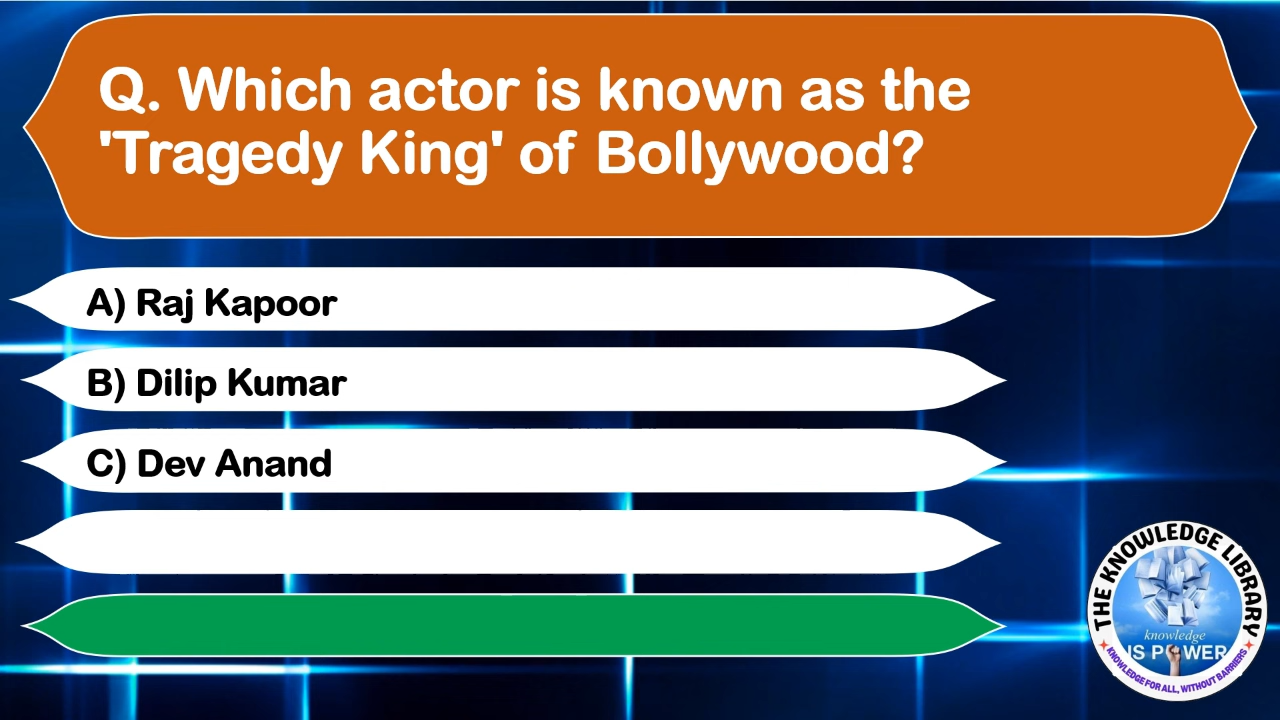 Q. Which actor is known as the
'Tragedy King' of Bollywood?
A) Raj Kapoor
B) Dilip Kumar
C) Dev Anand
THE KNOWLEDGE LIBRARY
knowledge
IS POWER
KNOWLEDGE FOR ALL, WITHOUT BARRIERS